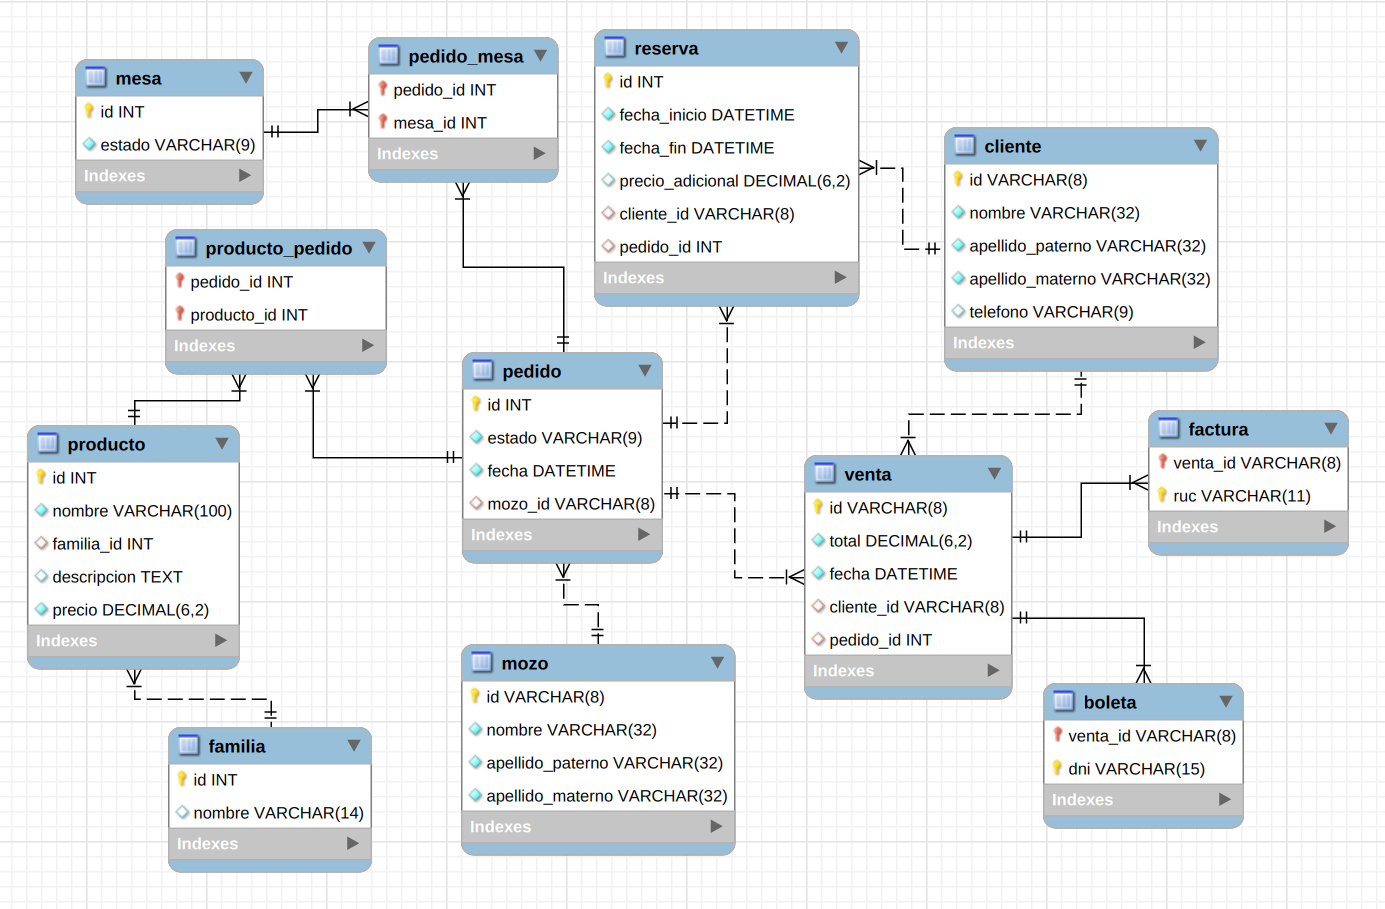 mesa
id INT
estado VARCHAR(9)
Indexes
pedido_mesa
pedido_id INT
mesa_id INT
Indexes
reserva
id INT
fecha_inicio DATETIME
fecha_fin DATETIME
precio_adicional DECIMAL(6,2)
cliente_id VARCHAR(8)
pedido_id INT
Indexes
cliente
id VARCHAR(8)
nombre VARCHAR(32)
apellido_paterno VARCHAR(32)
apellido_materno VARCHAR(32)
telefono VARCHAR(9)
Indexes
producto_pedido
pedido_id INT
producto_id INT
Indexes
pedido
id INT
estado VARCHAR(9)
fecha DATETIME
mozo_id VARCHAR(8)
Indexes
producto
id INT
nombre VARCHAR(100)
familia_id INT
descripcion TEXT
precio DECIMAL(6,2)
Indexes
venta
id VARCHAR(8)
total DECIMAL(6,2)
fecha DATETIME
cliente_id VARCHAR(8)
pedido_id INT
Indexes
factura
venta_id VARCHAR(8)
ruc VARCHAR(11)
Indexes
mozo
id VARCHAR(8)
nombre VARCHAR(32)
apellido_paterno VARCHAR(32)
apellido_materno VARCHAR(32)
Indexes
boleta
venta_id VARCHAR(8)
dni VARCHAR(15)
Indexes
familia
id INT
nombre VARCHAR(14)
Indexes